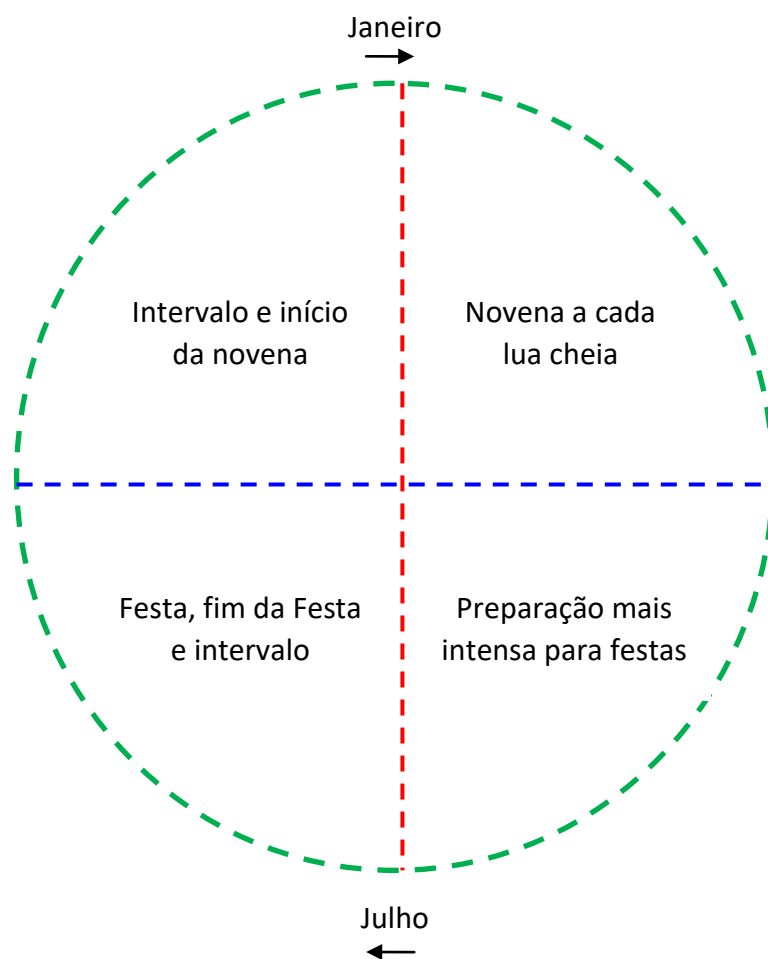 Janeiro
Intervalo e início
da novena
Novena a cada
lua cheia
Festa, fim da Festa
e intervalo
Preparação mais
intensa para festas
Julho